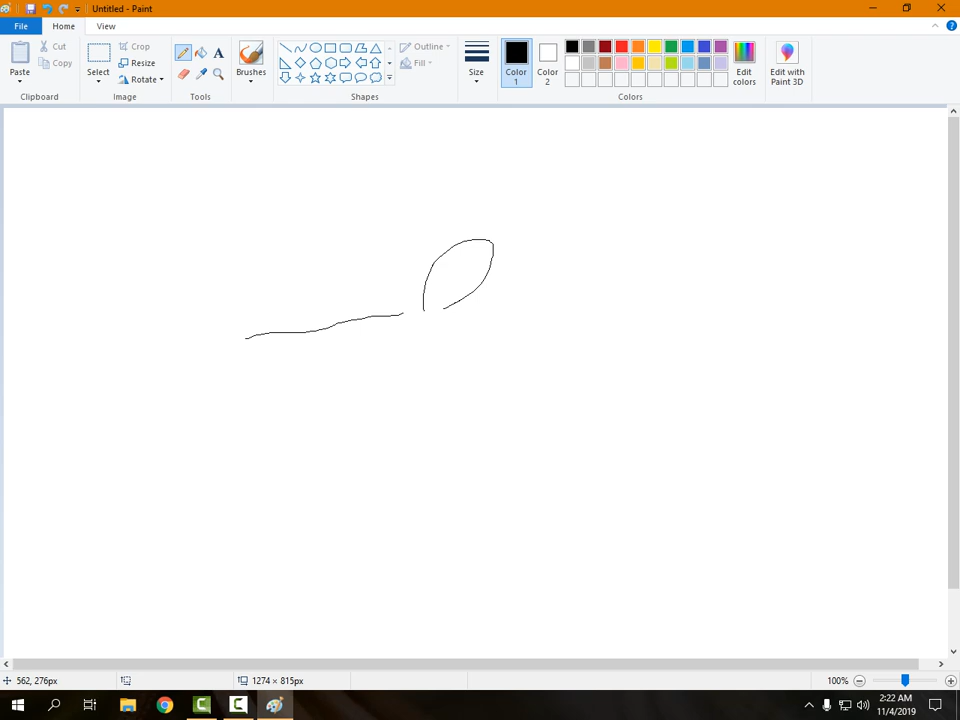 Untitled - Paint
File Home View
Paste
Cut
Copy
Clipboard
Select
Crop
Resize
Rotate
Image
Tools
Brushes
Shapes
Outline
Fill
Size
Color 1
Color 2
Edit colors
Colors
Edit with Paint 3D
562, 276px
1274 × 815px
100%
2:22 AM
11/4/2019